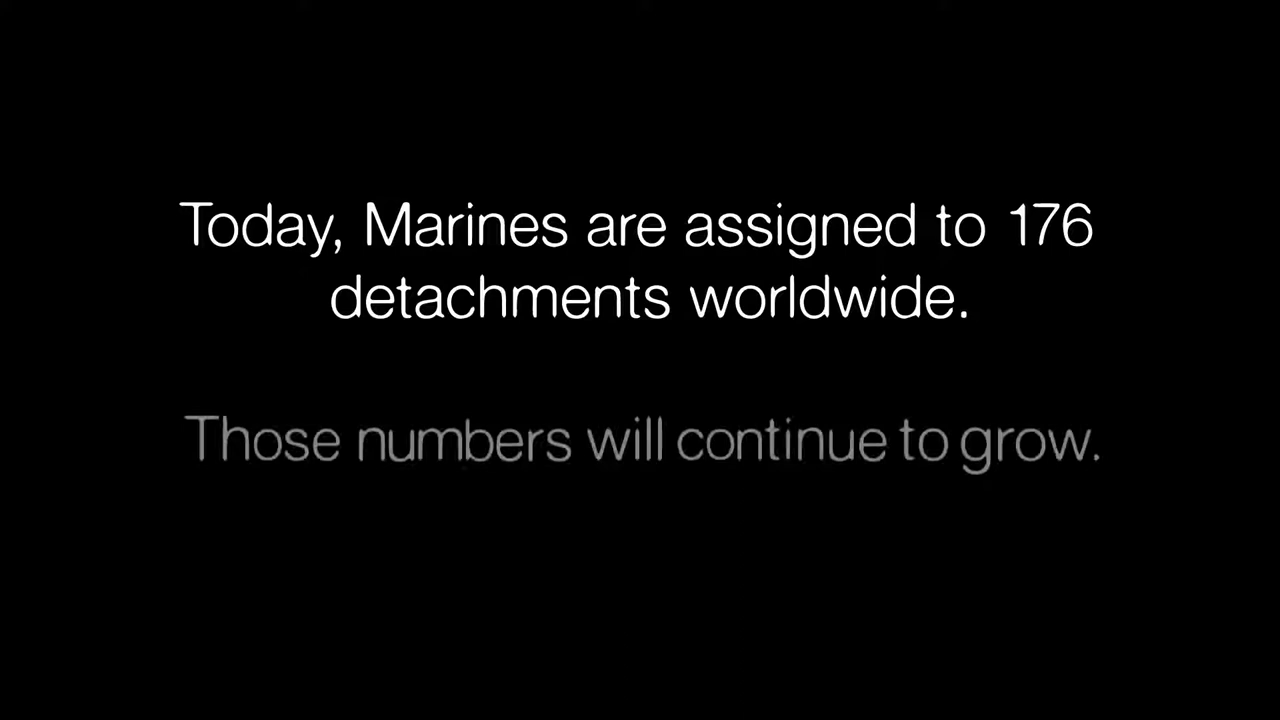 Today, Marines are assigned to 176
detachments worldwide.
Those numbers will continue to grow.